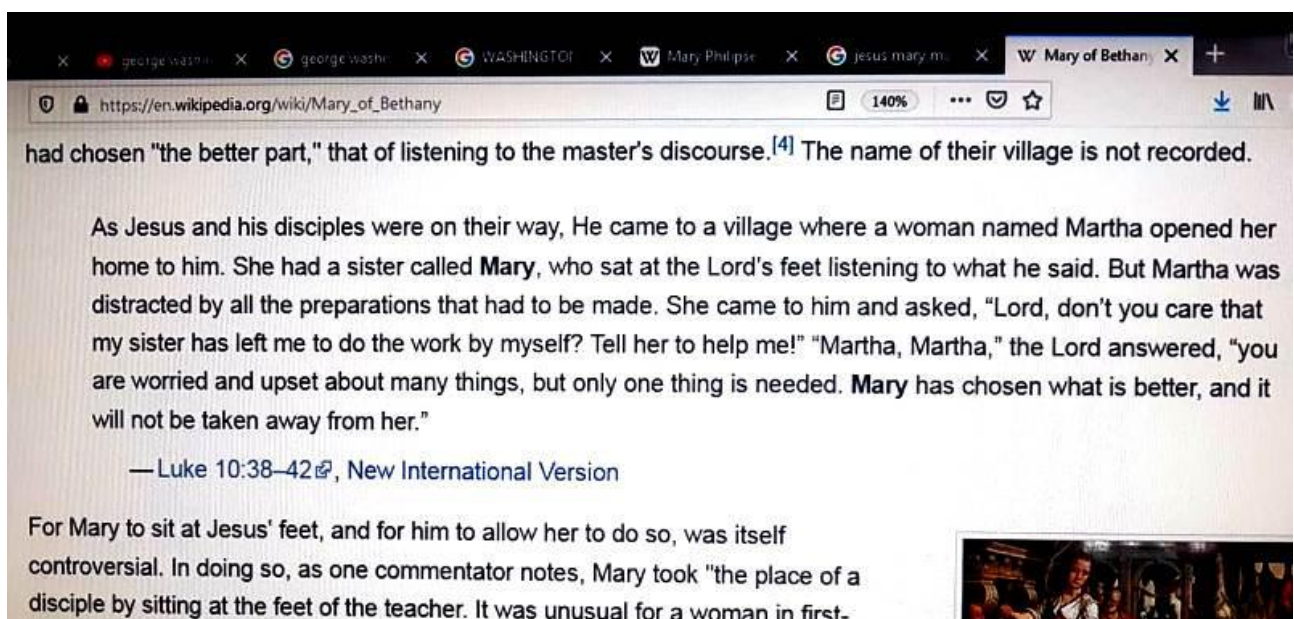 george washi
WASHINGTO
Mary Philipse
jesus mary m
Mary of Bethany
https://en.wikipedia.org/wiki/Mary_of_Bethany
140%
had chosen "the better part," that of listening to the master's discourse.[4] The name of their village is not recorded.
As Jesus and his disciples were on their way, He came to a village where a woman named Martha opened her
home to him. She had a sister called Mary, who sat at the Lord's feet listening to what he said. But Martha was
distracted by all the preparations that had to be made. She came to him and asked, “Lord, don't you care that
my sister has left me to do the work by myself? Tell her to help me!” “Martha, Martha,” the Lord answered, “you
are worried and upset about many things, but only one thing is needed. Mary has chosen what is better, and it
will not be taken away from her.”
— Luke 10:38–42, New International Version
For Mary to sit at Jesus' feet, and for him to allow her to do so, was itself
controversial. In doing so, as one commentator notes, Mary took "the place of a
disciple by sitting at the feet of the teacher. It was unusual for a woman in first-